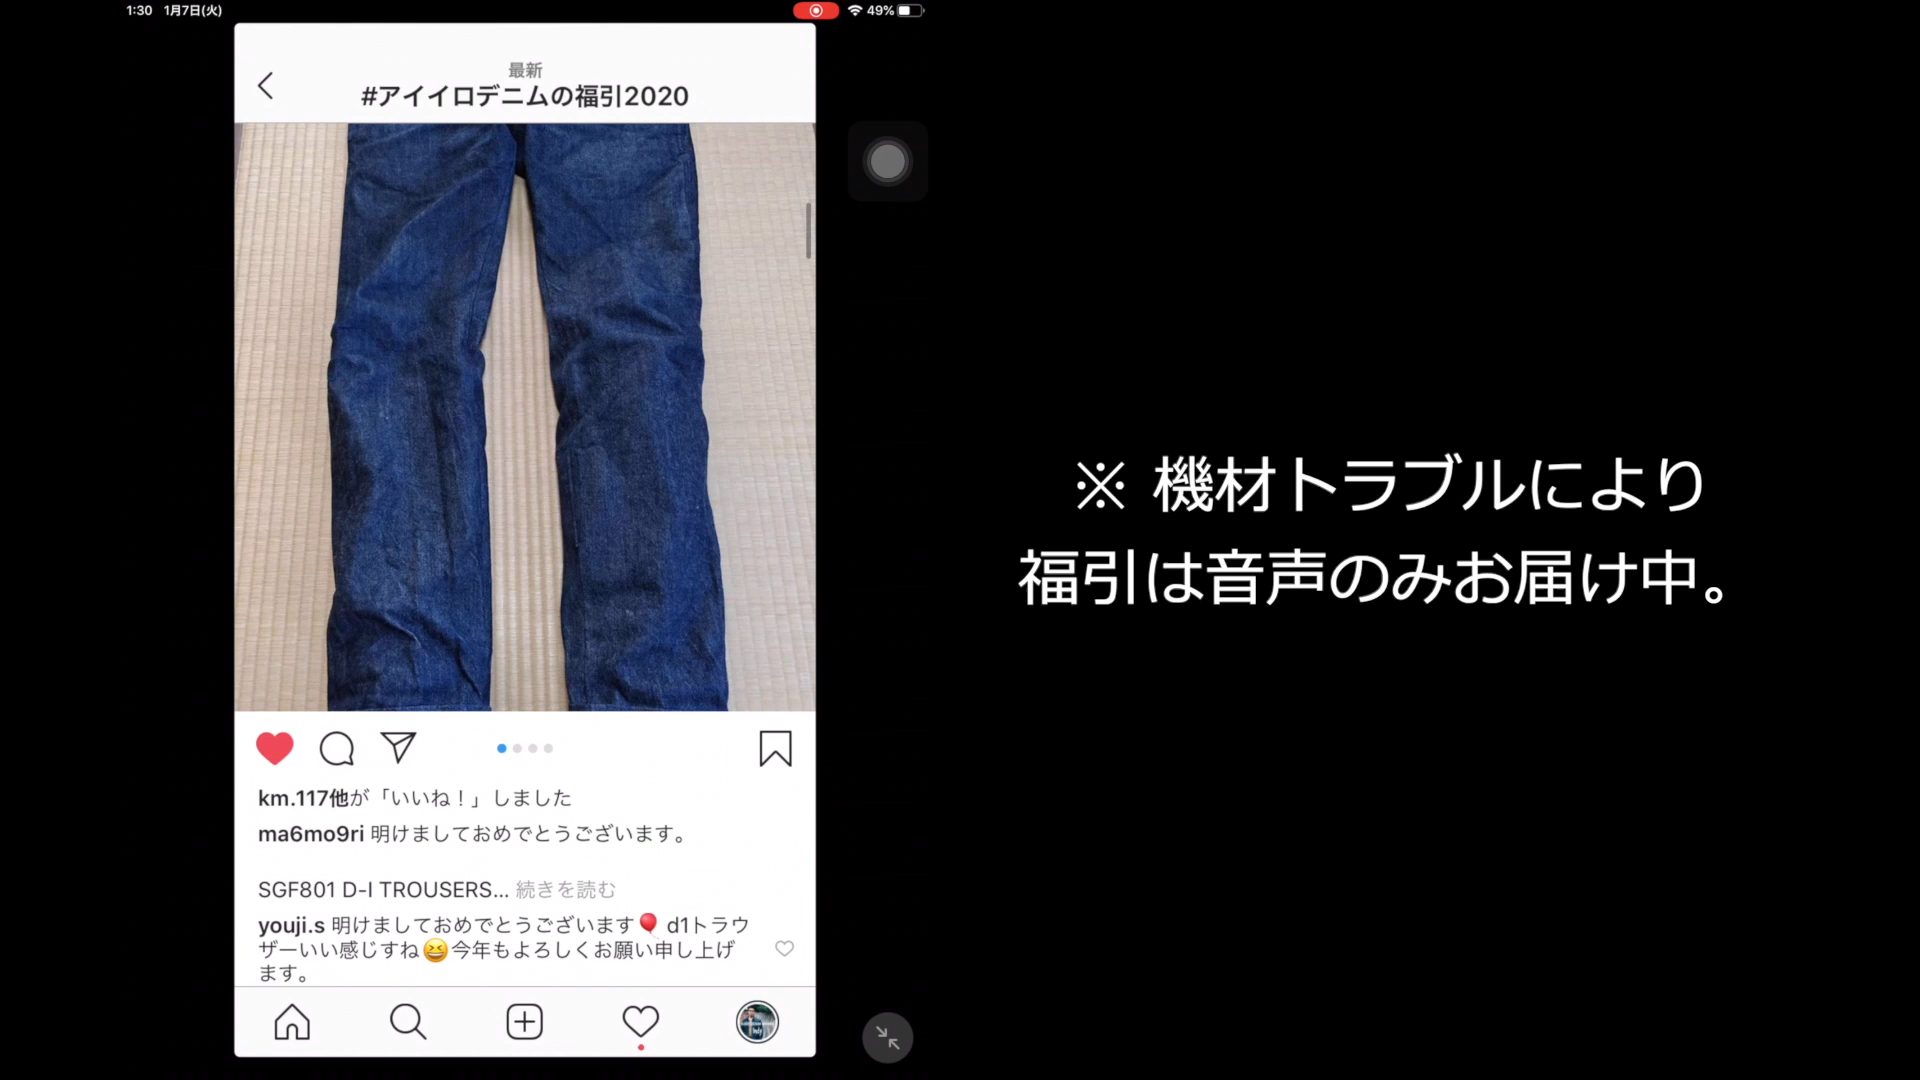 1:30 1月7日(火)
49%
最新
#アイイロデニムの福引2020
km.117他が「いいね！」しました
ma6mo9ri 明けましておめでとうございます。
SGF801 D-I TROUSERS... 続きを読む
youji.s 明けましておめでとうございます🎈 d1トラウ
ザーいい感じすね😆今年もよろしくお願い申し上げ
ます。
※ 機材トラブルにより
福引は音声のみお届け中。